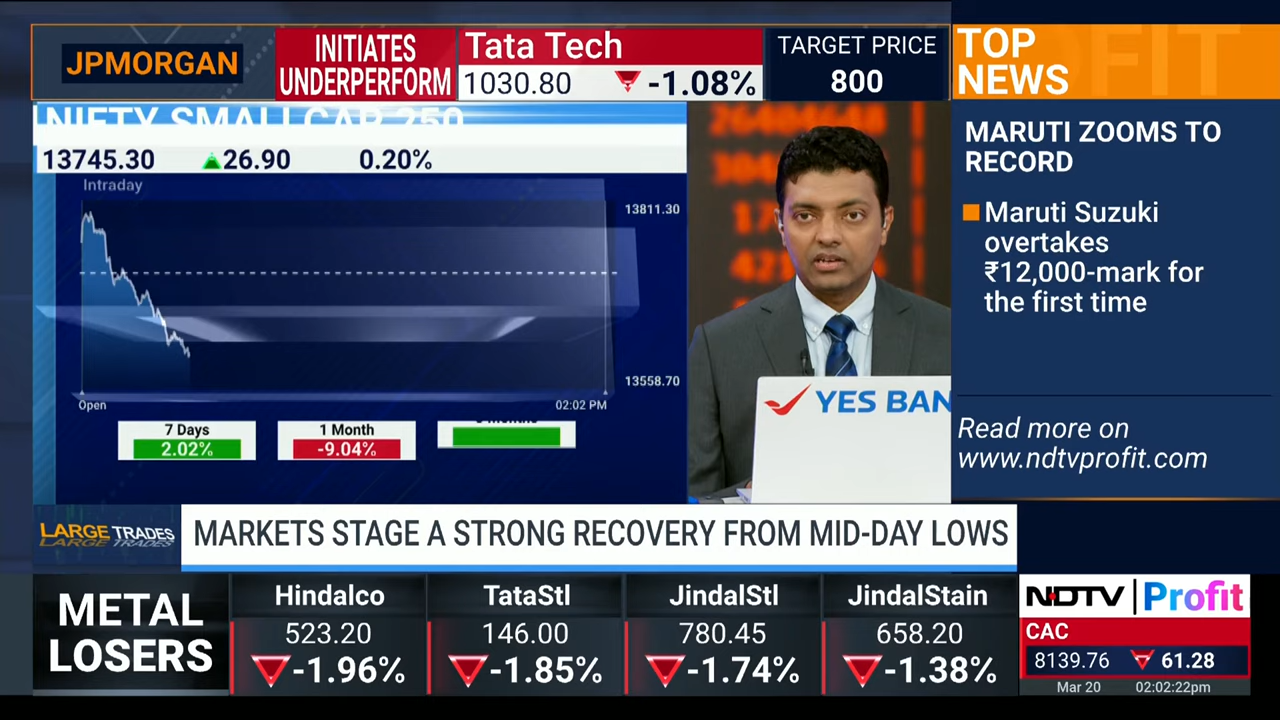 JPMORGAN
INITIATES
UNDERPERFORM
Tata Tech
1030.80 -1.08%
TARGET PRICE
800
TOP
NEWS
MARUTI ZOOMS TO
RECORD
Maruti Suzuki
overtakes
₹12,000-mark for
the first time
Read more on
www.ndtvprofit.com
NIFTY SMALLCAP 250
13745.30 26.90 0.20%
Intraday
13811.30
13558.70
Open
02:02 PM
7 Days
2.02%
1 Month
-9.04%
YES BAN
LARGE TRADES
MARKETS STAGE A STRONG RECOVERY FROM MID-DAY LOWS
METAL
LOSERS
Hindalco
523.20
-1.96%
TataStl
146.00
-1.85%
JindalStl
780.45
-1.74%
JindalStain
658.20
-1.38%
NDTV Profit
CAC
8139.76 61.28
Mar 20 02:02:22pm